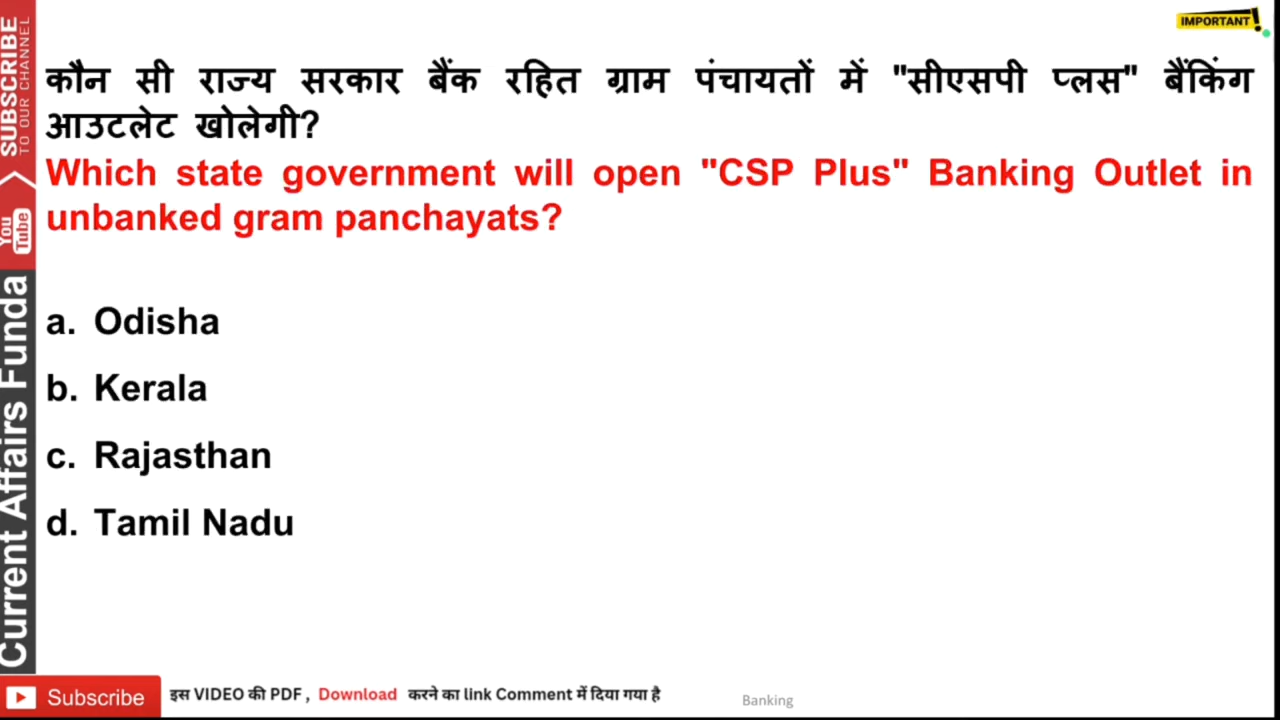 IMPORTANT!
कौन सी राज्य सरकार बैंक रहित ग्राम पंचायतों में "सीएसपी प्लस" बैंकिंग
आउटलेट खोलेगी?
Which state government will open "CSP Plus" Banking Outlet in
unbanked gram panchayats?
a. Odisha
b. Kerala
c. Rajasthan
d. Tamil Nadu
SUBSCRIBE
TO OUR CHANNEL
You
Tube
Current Affairs Funda
Subscribe
इस VIDEO की PDF, Download करने का link Comment में दिया गया है
Banking